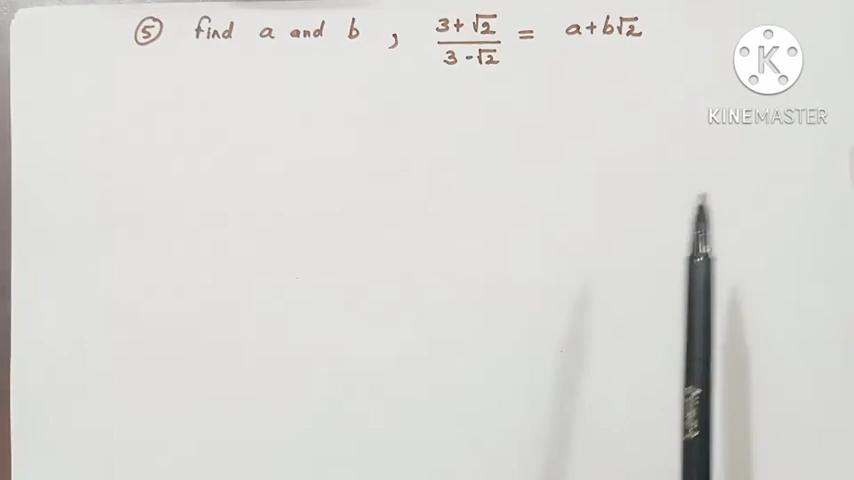 ⑤ find a and b , 3+√2 / 3-√2 = a+b√2
K
KINEMASTER